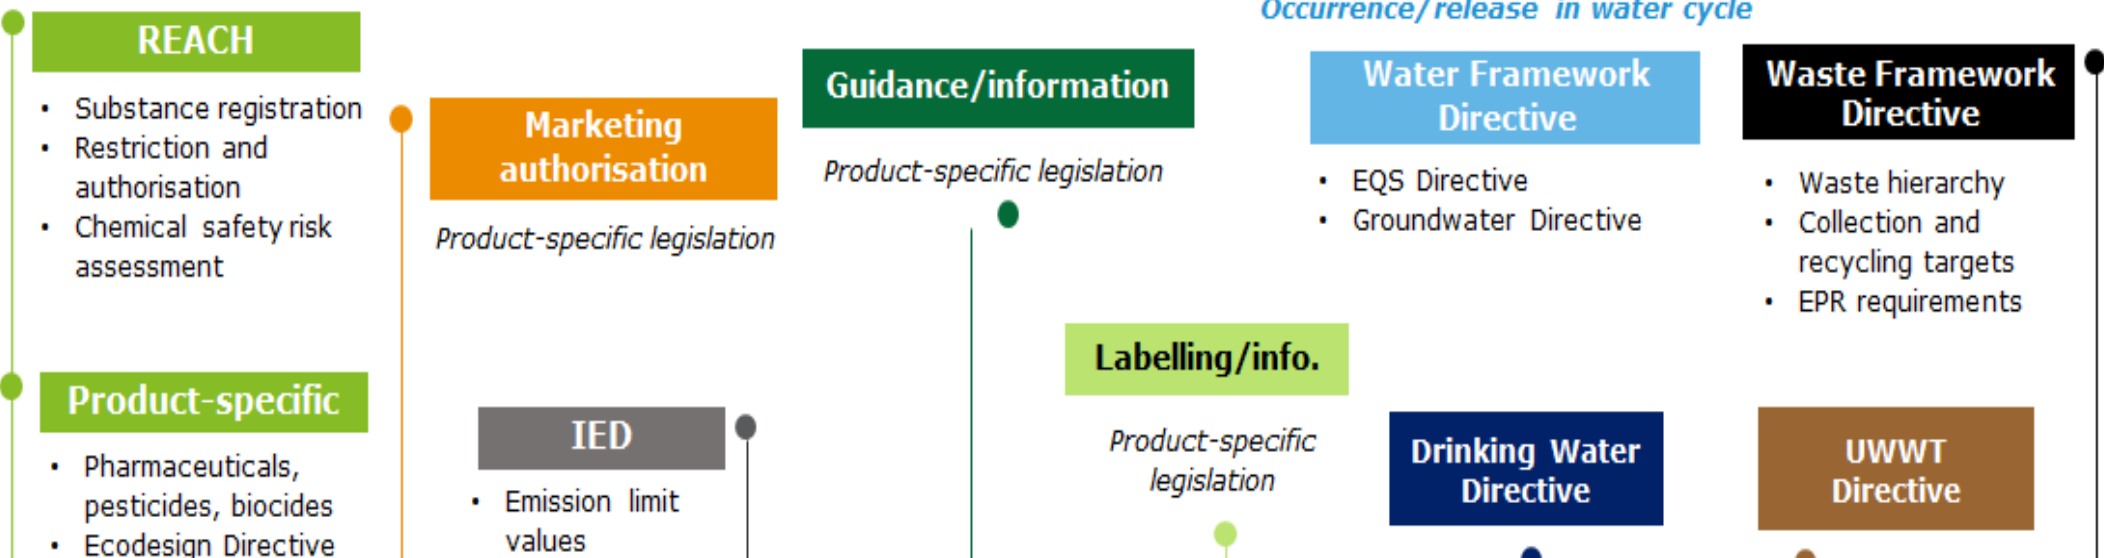 Occurrence/release in water cycle
REACH
• Substance registration
• Restriction and
authorisation
• Chemical safety risk
assessment
Product-specific
• Pharmaceuticals,
pesticides, biocides
• Ecodesign Directive
Marketing
authorisation
Product-specific legislation
IED
• Emission limit
values
Guidance/information
Product-specific legislation
Labelling/info.
Product-specific
legislation
Water Framework
Directive
• EQS Directive
• Groundwater Directive
Drinking Water
Directive
Waste Framework
Directive
• Waste hierarchy
• Collection and
recycling targets
• EPR requirements
UWWT
Directive